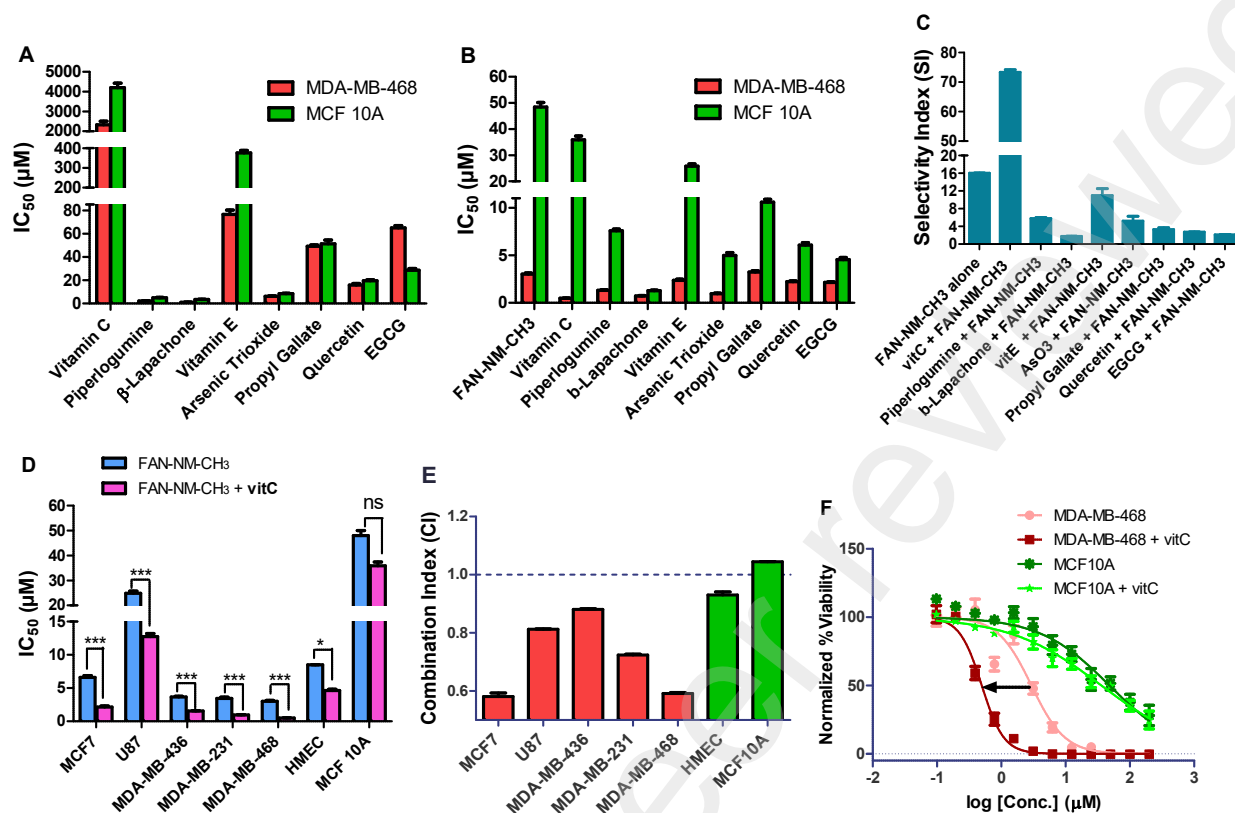 A
IC50 (µM)
5000
4000
3000
2000
400
300
200
100
80
60
40
20
0
MDA-MB-468
MCF 10A
Vitamin C
Piperlogumine
β-Lapachone
Vitamin E
Arsenic Trioxide
Propyl Gallate
Quercetin
EGCG
B
IC50 (µM)
60
50
40
30
20
10
5
0
MDA-MB-468
MCF 10A
FAN-NM-CH3
Vitamin C
Piperlogumine
b-Lapachone
Vitamin E
Arsenic Trioxide
Propyl Gallate
Quercetin
EGCG
C
Selectivity Index (SI)
80
70
60
50
40
16
12
8
4
0
FAN-NM-CH3 alone
vitC + FAN-NM-CH3
Piperlogumine + FAN-NM-CH3
b-Lapachone + FAN-NM-CH3
vitE + FAN-NM-CH3
AsO3 + FAN-NM-CH3
Propyl Gallate + FAN-NM-CH3
Quercetin + FAN-NM-CH3
EGCG + FAN-NM-CH3
D
FAN-NM-CH3
FAN-NM-CH3 + vitC
IC50 (µM)
60
50
40
30
20
10
5
0
***
***
***
***
***
*
ns
MCF7
U87
MDA-MB-436
MDA-MB-231
MDA-MB-468
HMEC
MCF 10A
E
Combination Index (CI)
1.2
1.0
0.8
0.6
MCF7
U87
MDA-MB-436
MDA-MB-231
MDA-MB-468
HMEC
MCF10A
F
MDA-MB-468
MDA-MB-468 + vitC
MCF10A
MCF10A + vitC
Normalized %Viability
150
100
50
0
-2
-1
0
1
2
3
log [Conc.] (µM)
eer reviewe